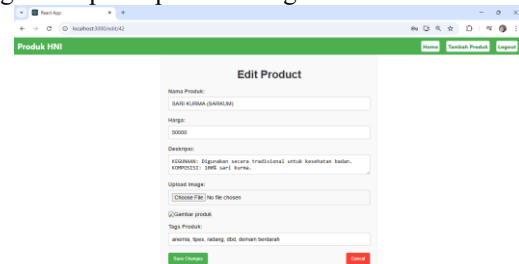 React App
localhost:3000/edit/42
Produk HNI
Home
Tambah Produk
Logout
Edit Product
Nama Produk:
SARI KURMA (SARKUM)
Harga:
50000
Deskripsi:
KEGUNAAN: Digunakan secara tradisional untuk kesehatan badan.
KOMPOSISI: 100% sari kurma.
Upload Image:
Choose File No file chosen
Gambar produk
Tags Produk:
anemia, tipes, radang, dbd, demam berdarah
Save Changes
Cancel